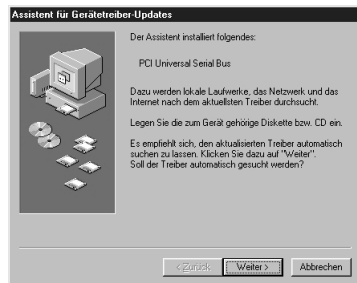 Assistent für Gerätetreiber-Updates
Der Assistent installiert folgendes:
PCI Universal Serial Bus
Dazu werden lokale Laufwerke, das Netzwerk und das
Internet nach dem aktuellsten Treiber durchsucht.
Legen Sie die zum Gerät gehörige Diskette bzw. CD ein.
Es empfiehlt sich, den aktualisierten Treiber automatisch
suchen zu lassen. Klicken Sie dazu auf "Weiter".
Soll der Treiber automatisch gesucht werden?
< Zurück
Weiter >
Abbrechen